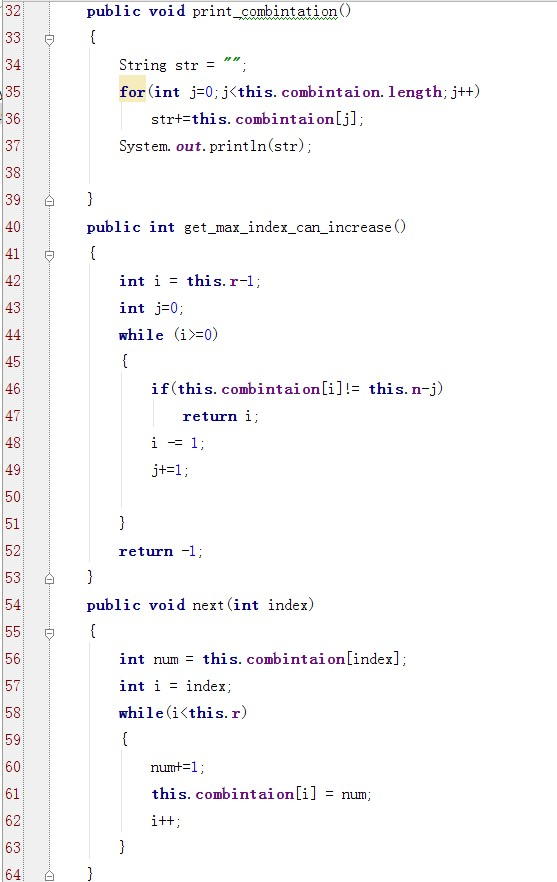 32 public void print_combintation()
33 {
34 String str = "";
35 for(int j=0;j<this.combintaion.length;j++)
36 str+=this.combintaion[j];
37 System.out.println(str);
38
39 }
40 public int get_max_index_can_increase()
41 {
42 int i = this.r-1;
43 int j=0;
44 while (i>=0)
45 {
46 if(this.combintaion[i]!= this.n-j)
47 return i;
48 i -= 1;
49 j+=1;
50
51 }
52 return -1;
53 }
54 public void next(int index)
55 {
56 int num = this.combintaion[index];
57 int i = index;
58 while(i<this.r)
59 {
60 num+=1;
61 this.combintaion[i] = num;
62 i++;
63 }
64 }